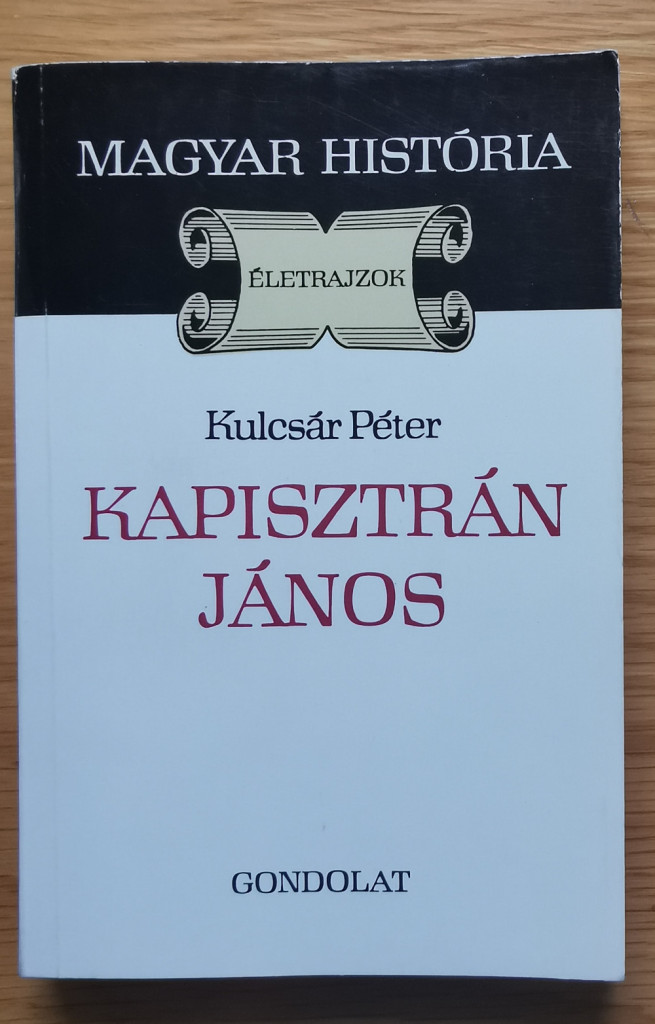 MAGYAR HISTÓRIA
ÉLETRAJZOK
Kulcsár Péter
KAPISZTRÁN
JÁNOS
GONDOLAT